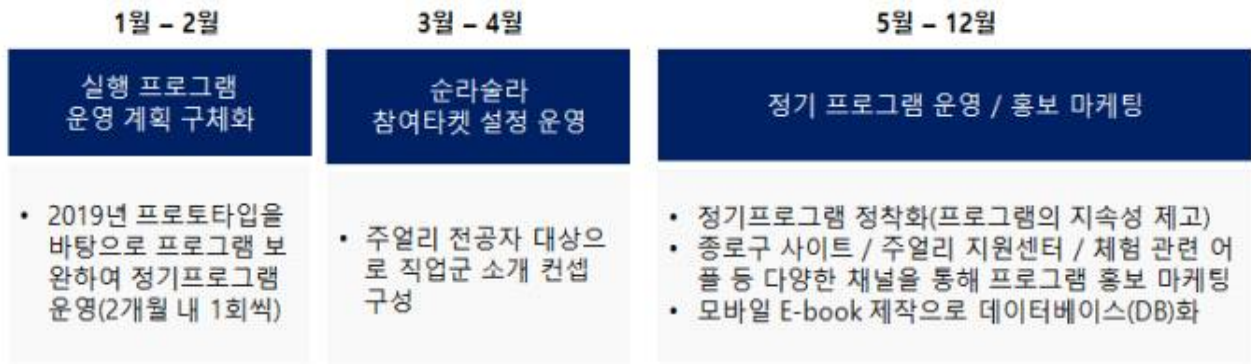 1월 – 2월
3월 – 4월
5월 – 12월
실행 프로그램
운영 계획 구체화
순라술라
참여타켓 설정 운영
정기 프로그램 운영 / 홍보 마케팅
• 2019년 프로토타입을
바탕으로 프로그램 보
완하여 정기프로그램
운영(2개월 내 1회씩)
• 주얼리 전공자 대상으
로 직업군 소개 컨셉
구성
• 정기프로그램 정착화(프로그램의 지속성 제고)
• 종로구 사이트 / 주얼리 지원센터 / 체험 관련 어
플 등 다양한 채널을 통해 프로그램 홍보 마케팅
• 모바일 E-book 제작으로 데이터베이스(DB)화